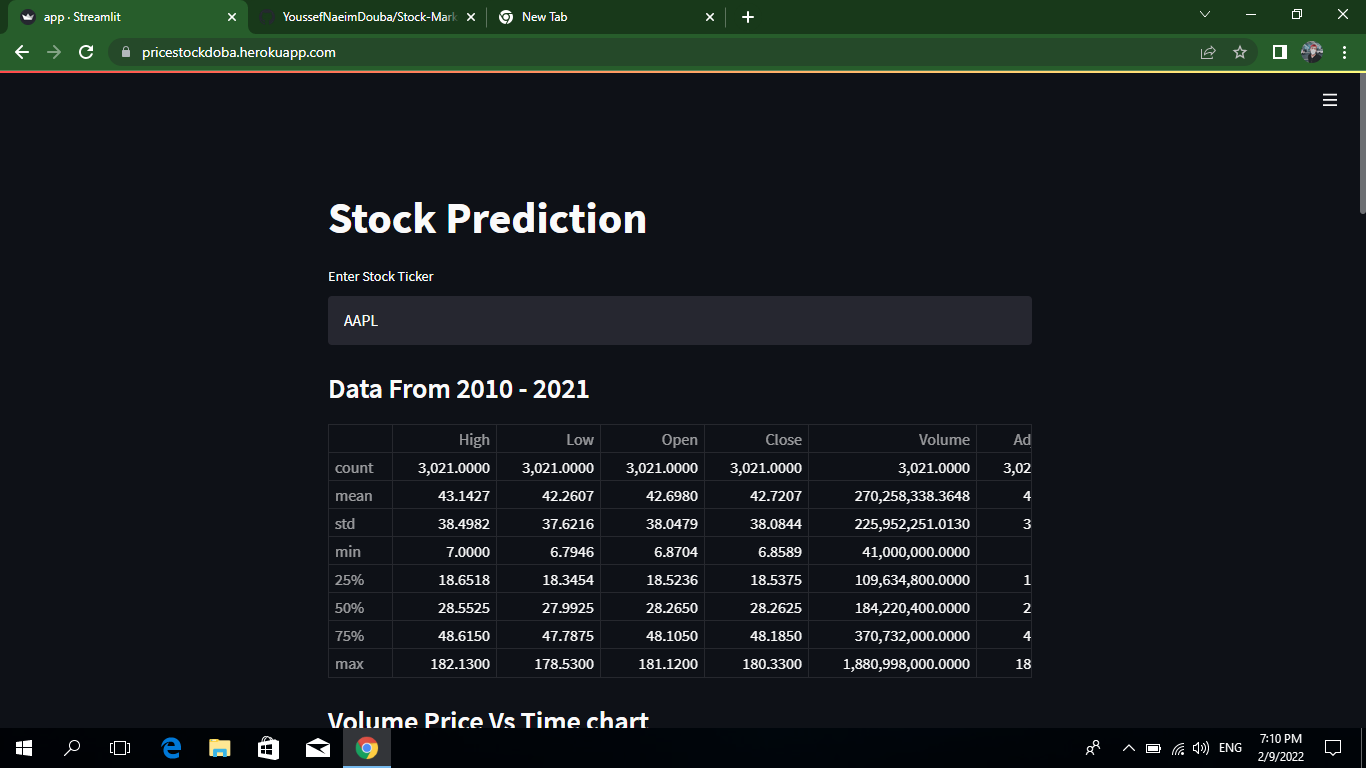 app · Streamlit
YoussefNaeimDouba/Stock-Mark
New Tab
pricestockdoba.herokuapp.com
Stock Prediction
Enter Stock Ticker
AAPL
Data From 2010 - 2021
High Low Open Close Volume Ad
count 3,021.0000 3,021.0000 3,021.0000 3,021.0000 3,021.0000 3,02
mean 43.1427 42.2607 42.6980 42.7207 270,258,338.3648 4
std 38.4982 37.6216 38.0479 38.0844 225,952,251.0130 3
min 7.0000 6.7946 6.8704 6.8589 41,000,000.0000
25% 18.6518 18.3454 18.5236 18.5375 109,634,800.0000 1
50% 28.5525 27.9925 28.2650 28.2625 184,220,400.0000 2
75% 48.6150 47.7875 48.1050 48.1850 370,732,000.0000 4
max 182.1300 178.5300 181.1200 180.3300 1,880,998,000.0000 18
Volume Price Vs Time chart
ENG
7:10 PM
2/9/2022